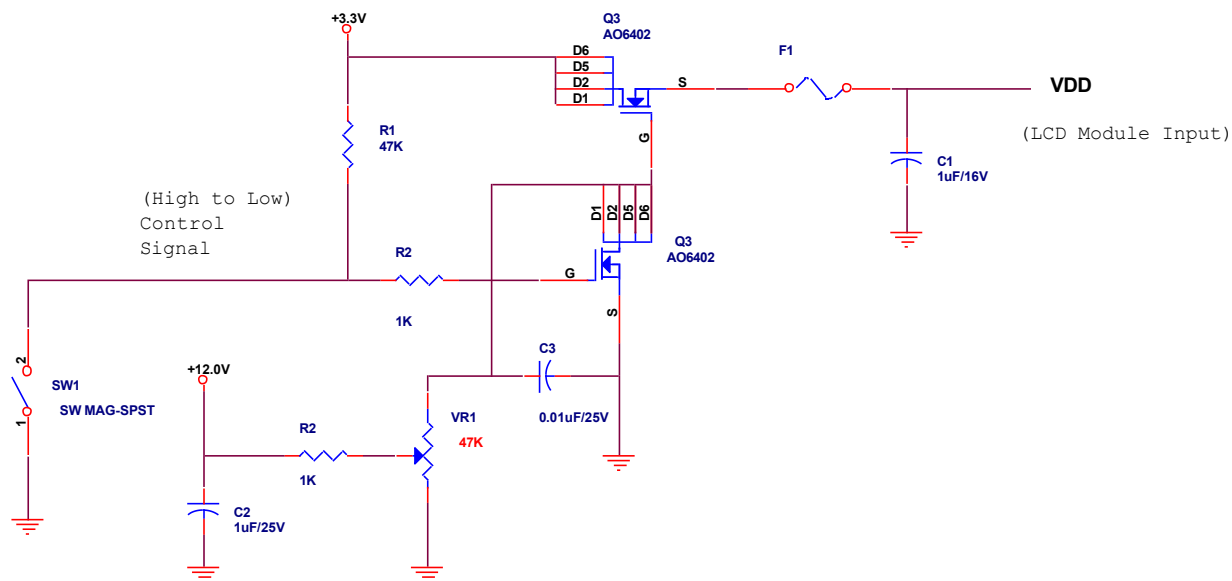 +3.3V
Q3
AO6402
D6
D5
D2
D1
S
G
F1
VDD
(LCD Module Input)
R1
47K
C1
1uF/16V
(High to Low)
Control
Signal
D1
D2
D5
D6
Q3
AO6402
R2
1K
G
S
2
1
SW1
SW MAG-SPST
+12.0V
C3
0.01uF/25V
VR1
47K
R2
1K
C2
1uF/25V